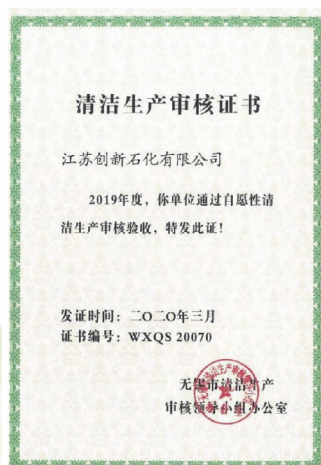 清洁生产审核证书
江苏创新石化有限公司
2019年度，你单位通过自愿性清
洁生产审核验收，特发此证！
发证时间：二〇二〇年三月
证书编号：WXQS 20070
无锡市清洁生产
审核领导小组办公室